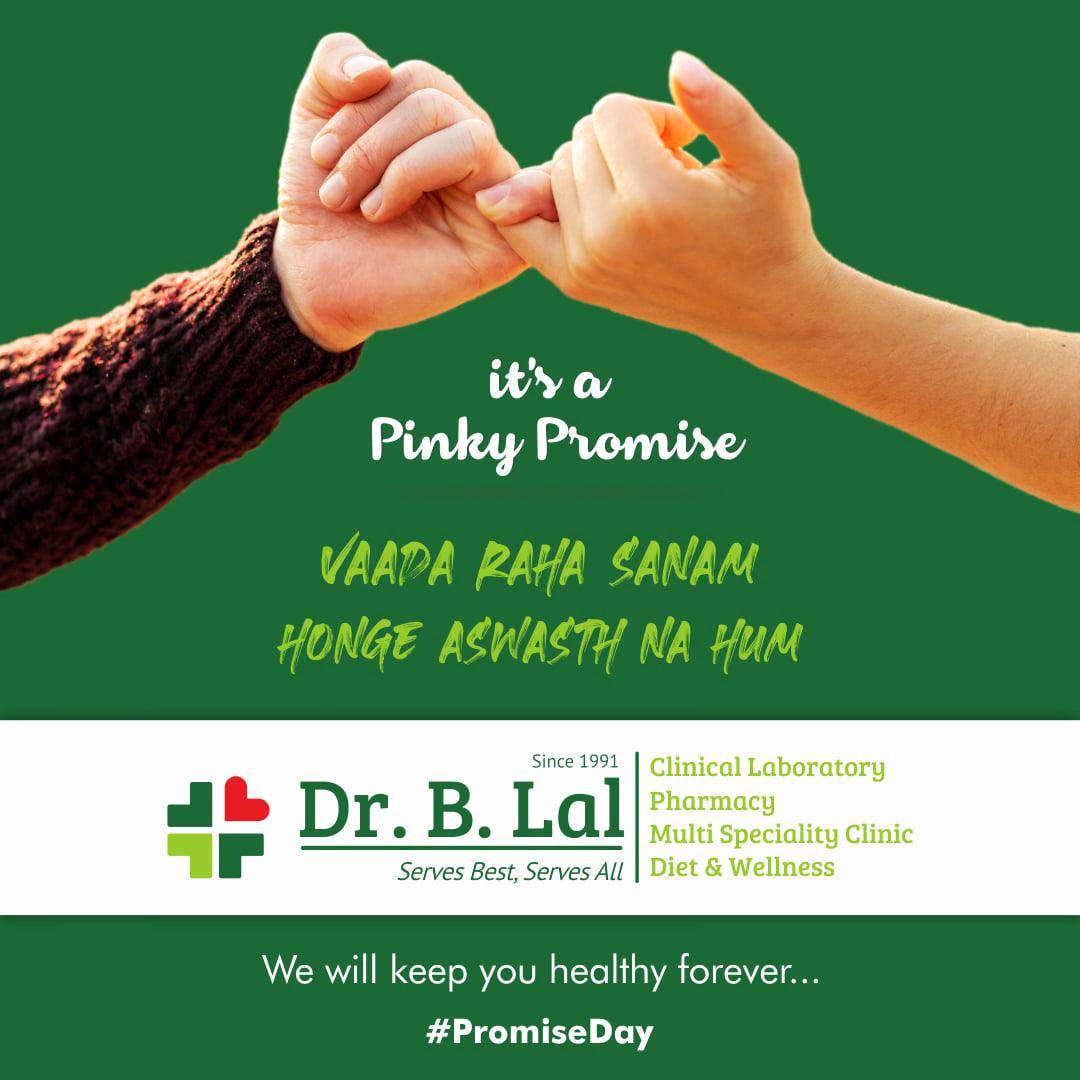 it's a
Pinky Promise
VAADA RAHA SANAM
HONGE ASWASTH NA HUM
Since 1991
Dr. B. Lal
Serves Best, Serves All
Clinical Laboratory
Pharmacy
Multi Speciality Clinic
Diet & Wellness
We will keep you healthy forever...
#PromiseDay